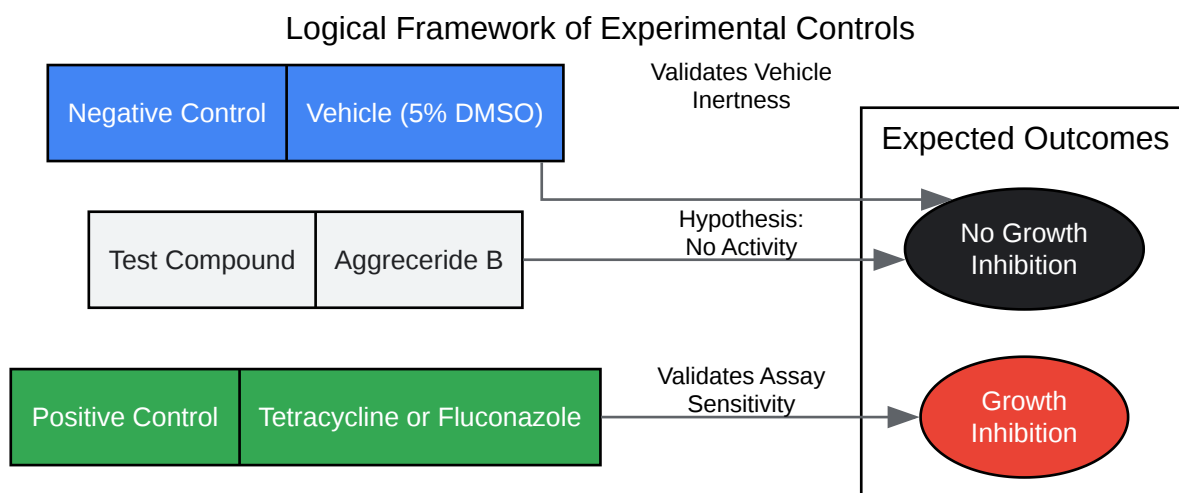 Logical Framework of Experimental Controls
Negative Control
Vehicle (5% DMSO)
Validates Vehicle
Inertness
Expected Outcomes
Test Compound
Aggreceride B
Hypothesis:
No Activity
No Growth
Inhibition
Positive Control
Tetracycline or Fluconazole
Validates Assay
Sensitivity
Growth
Inhibition